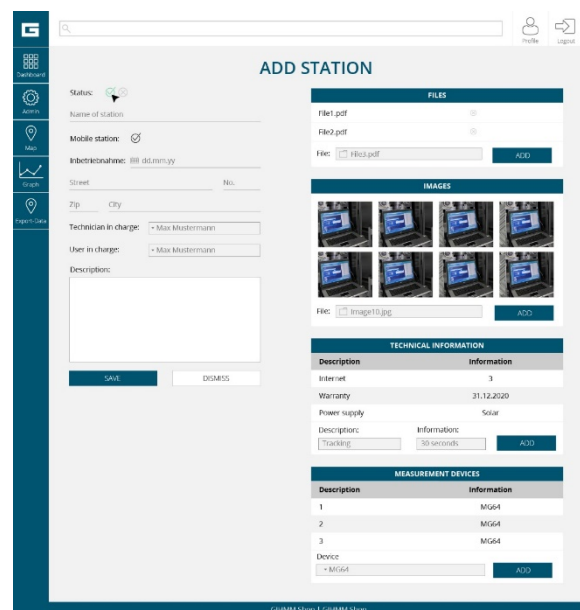 G
Profile
Logout
Dashboard
Admin
Map
Graph
Export-Data
ADD STATION
Status:
Name of station
Mobile station:
Inbetriebnahme: dd.mm.yy
Street No.
Zip City
Technician in charge: • Max Mustermann
User in charge: • Max Mustermann
Description:
SAVE DISMISS
FILES
File1.pdf
File2.pdf
File: File3.pdf ADD
IMAGES
File: Image10.jpg ADD
TECHNICAL INFORMATION
Description Information
Internet 3
Warranty 31.12.2020
Power supply Solar
Description: Information:
Tracking 30 seconds ADD
MEASUREMENT DEVICES
Description Information
1 MG64
2 MG64
3 MG64
Device
• MG64 ADD